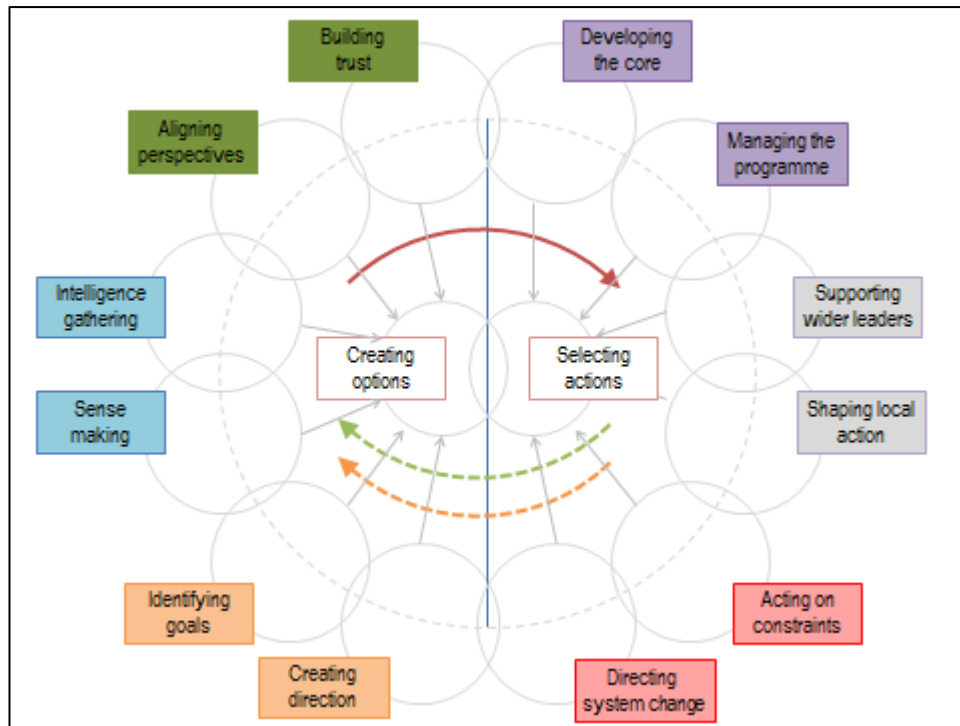 Building
trust
Developing
the core
Aligning
perspectives
Managing the
programme
Intelligence
gathering
Supporting
wider leaders
Creating
options
Selecting
actions
Sense
making
Shaping local
action
Identifying
goals
Acting on
constraints
Creating
direction
Directing
system change